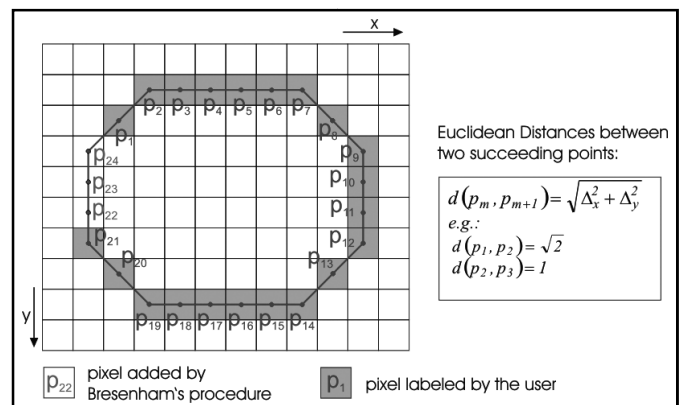 x
p2 p3 p4 p5 p6 p7
p1 p8
p24 p9
p23 p10
p22 p11
p21 p12
p20 p13
p19 p18 p17 p16 p15 p14
y
Euclidean Distances between
two succeeding points:
d(pm, pm+1)= √Δx² + Δy²
e.g.:
d(p1, p2)= √2
d(p2, p3)= 1
p22 pixel added by
Bresenham's procedure
p1 pixel labeled by the user